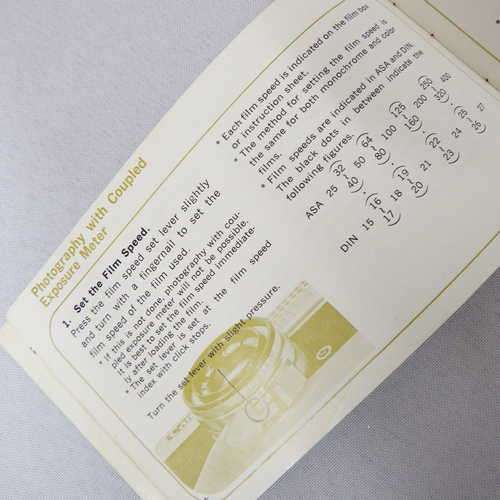 Photography with Coupled
Exposure Meter
1. Set the Film Speed.
Press the film speed set lever slightly
and turn with a fingernail to set the
film speed of the film used.
* If this is not done, photography with cou-
pled exposure meter will not be possible.
It is best to set the film speed immediate-
ly after loading the film.
* The set lever is set at the film speed
index with click stops.
Turn the set lever with slight pressure.
* Each film speed is indicated on the film box
or instruction sheet.
* The method for setting the film speed is
the same for both monochrome and color
films.
* Film speeds are indicated in ASA and DIN.
The black dots in between indicate the
following figures.
ASA 25 (32 40) 50 (64 80) 100 (125 160) 200 (250 320) 400
DIN 15 (16 17) 18 (19 20) 21 (22 23) 24 (25 26) 27